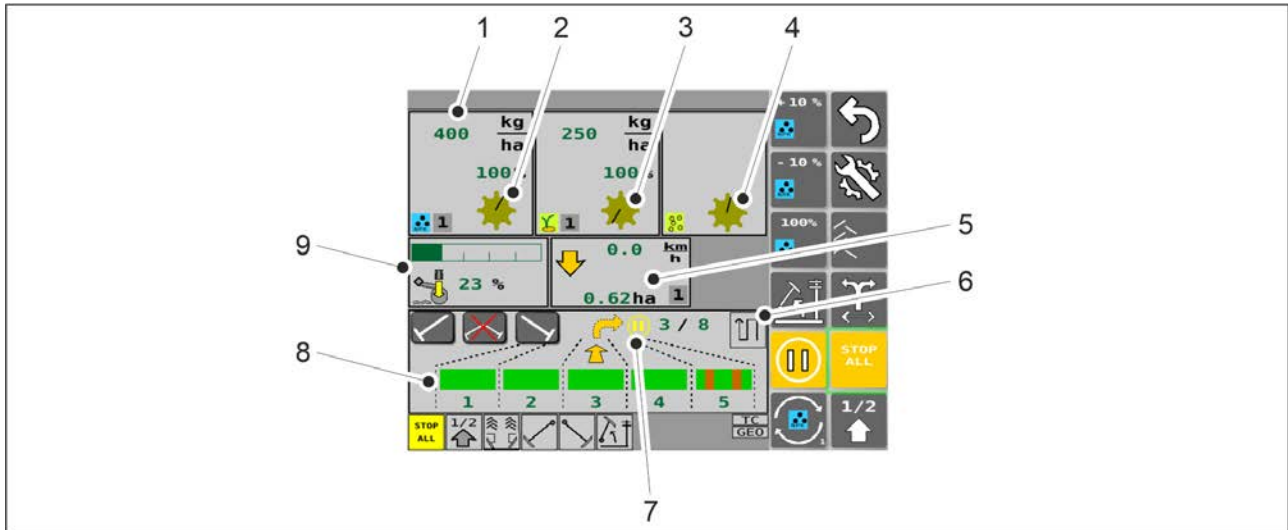 1 2 3 4
400 kg/ha 100%
1
250 kg/ha 100%
1
+ 10 %
- 10 %
100%
5
0.0 km/h
0.62ha 1
9
23 %
6
3 / 8
8
1 2 3 4 5
STOP ALL
1/2
TC
GEO
STOP ALL
1
1/2
7